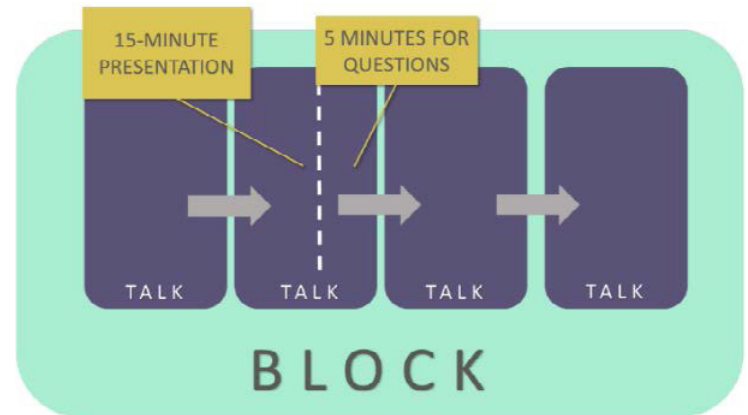 15-MINUTE
PRESENTATION
5 MINUTES FOR
QUESTIONS
TALK
TALK
TALK
TALK
BLOCK